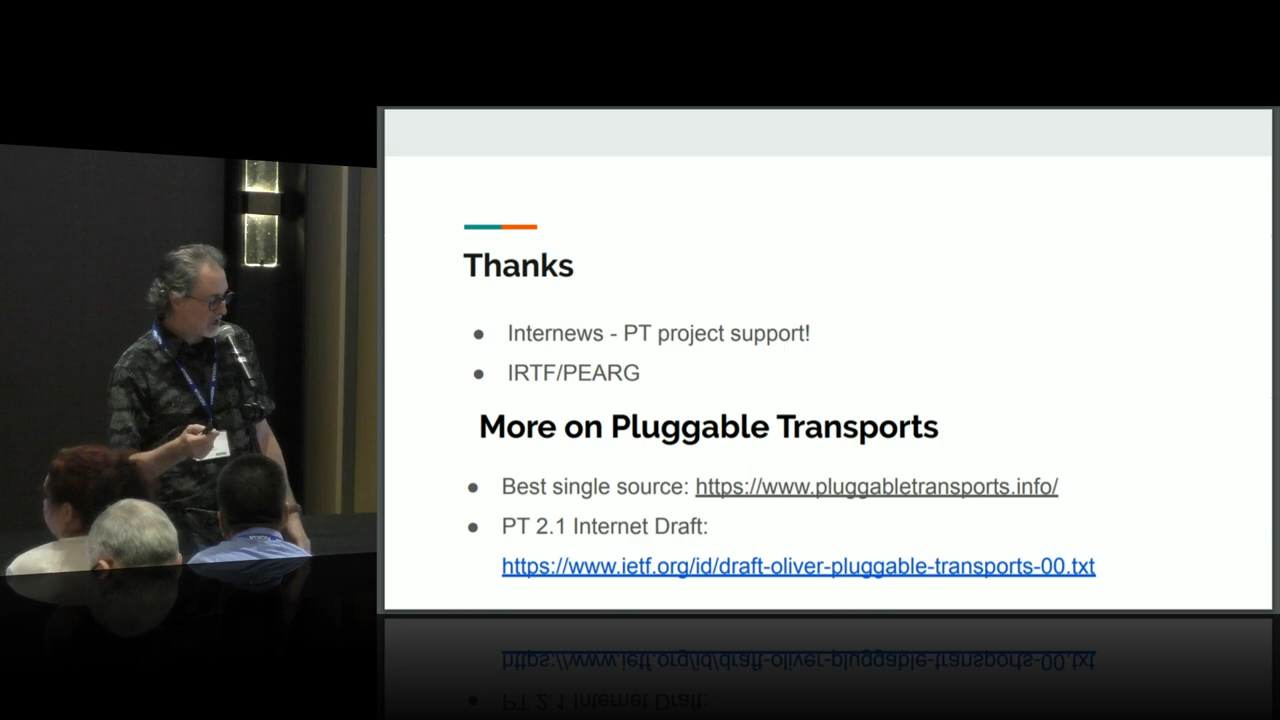 Thanks
● Internews - PT project support!
● IRTF/PEARG
More on Pluggable Transports
● Best single source: https://www.pluggabletransports.info/
● PT 2.1 Internet Draft:
https://www.ietf.org/id/draft-oliver-pluggable-transports-00.txt